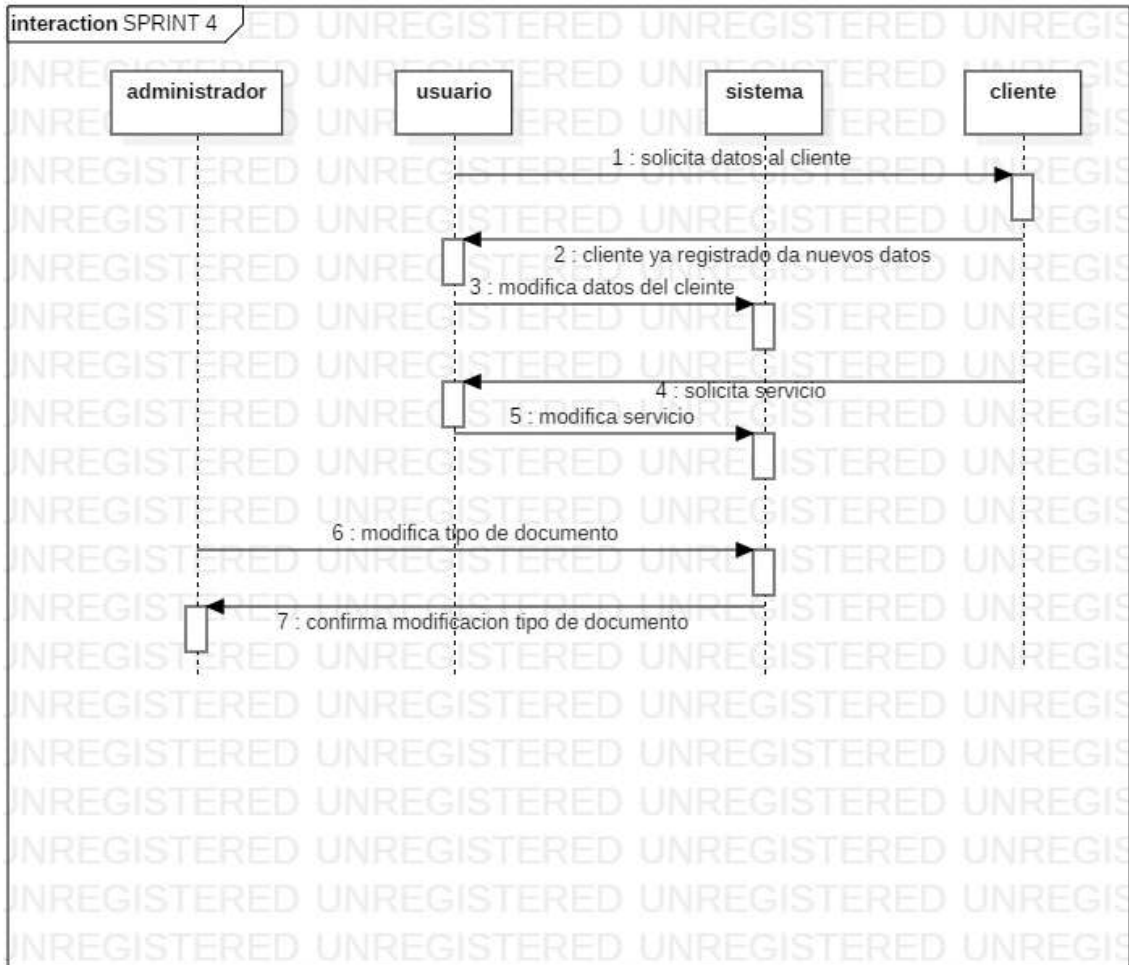 interaction SPRINT 4
administrador
usuario
sistema
cliente
1 : solicita datos al cliente
2 : cliente ya registrado da nuevos datos
3 : modifica datos del cleinte
4 : solicita servicio
5 : modifica servicio
6 : modifica tipo de documento
7 : confirma modificacion tipo de documento
UNREGISTERED